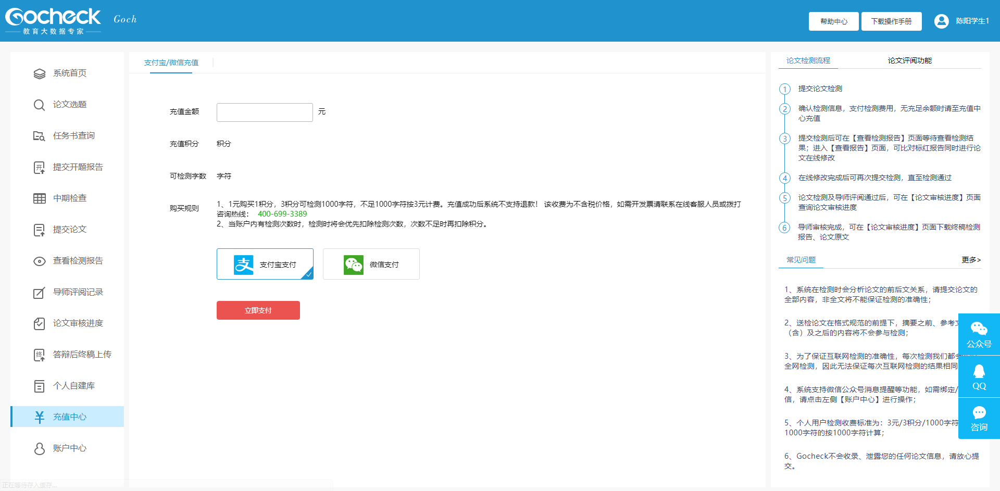 Gocheck
教育大数据专家
Goch
帮助中心
下载操作手册
陈阳学生1
系统首页
论文选题
任务书查询
开
提交开题报告
中期检查
提交论文
查看检测报告
导师评阅记录
论文审核进度
终
答辩后终稿上传
个人自建库
充值中心
账户中心
支付宝/微信充值
充值金额
元
充值积分
积分
可检测字数
字符
购买规则
1、1元购买1积分，3积分可检测1000字符，不足1000字符按3元计费。充值成功后系统不支持退款！ 该收费为不含税价格，如需开发票请联系在线客服人员或拨打
咨询热线： 400-699-3389
2、当账户内有检测次数时，检测时将会优先扣除检测次数，次数不足时再扣除积分。
支 支付宝支付
微信支付
立即支付
论文检测流程
论文评阅功能
1 提交论文检测
2 确认检测信息，支付检测费用，无充足余额时请至充值中
心充值
3 提交检测后可在【查看检测报告】页面等待查看检测结
果；进入【查看报告】页面，可比对标红报告同时进行论
文在线修改
4 在线修改完成后可再次提交检测，直至检测通过
5 论文检测及导师评阅通过后，可在【论文审核进度】页面
查询论文审核进度
6 导师审核完成，可在【论文审核进度】页面下载终稿检测
报告、论文原文
常见问题
更多>
1、系统在检测时会分析论文的前后文关系，请提交论文的
全部内容，非全文将不能保证检测的准确性；
2、送检论文在格式规范的前提下，摘要之前、参考
（含）及之后的内容将不会参与检测；
3、为了保证互联网检测的准确性，每次检测我们都
全网检测，因此无法保证每次互联网检测的结果相同
4、系统支持微信公众号消息提醒等功能，如需绑定/
信，请点击左侧【账户中心】进行操作；
5、个人用户检测收费标准为：3元/3积分/1000字符
1000字符的按1000字符计算；
6、Gocheck不会收录、泄露您的任何论文信息，请放心提
交。
公众号
QQ
咨询
正在等待存入缓存...